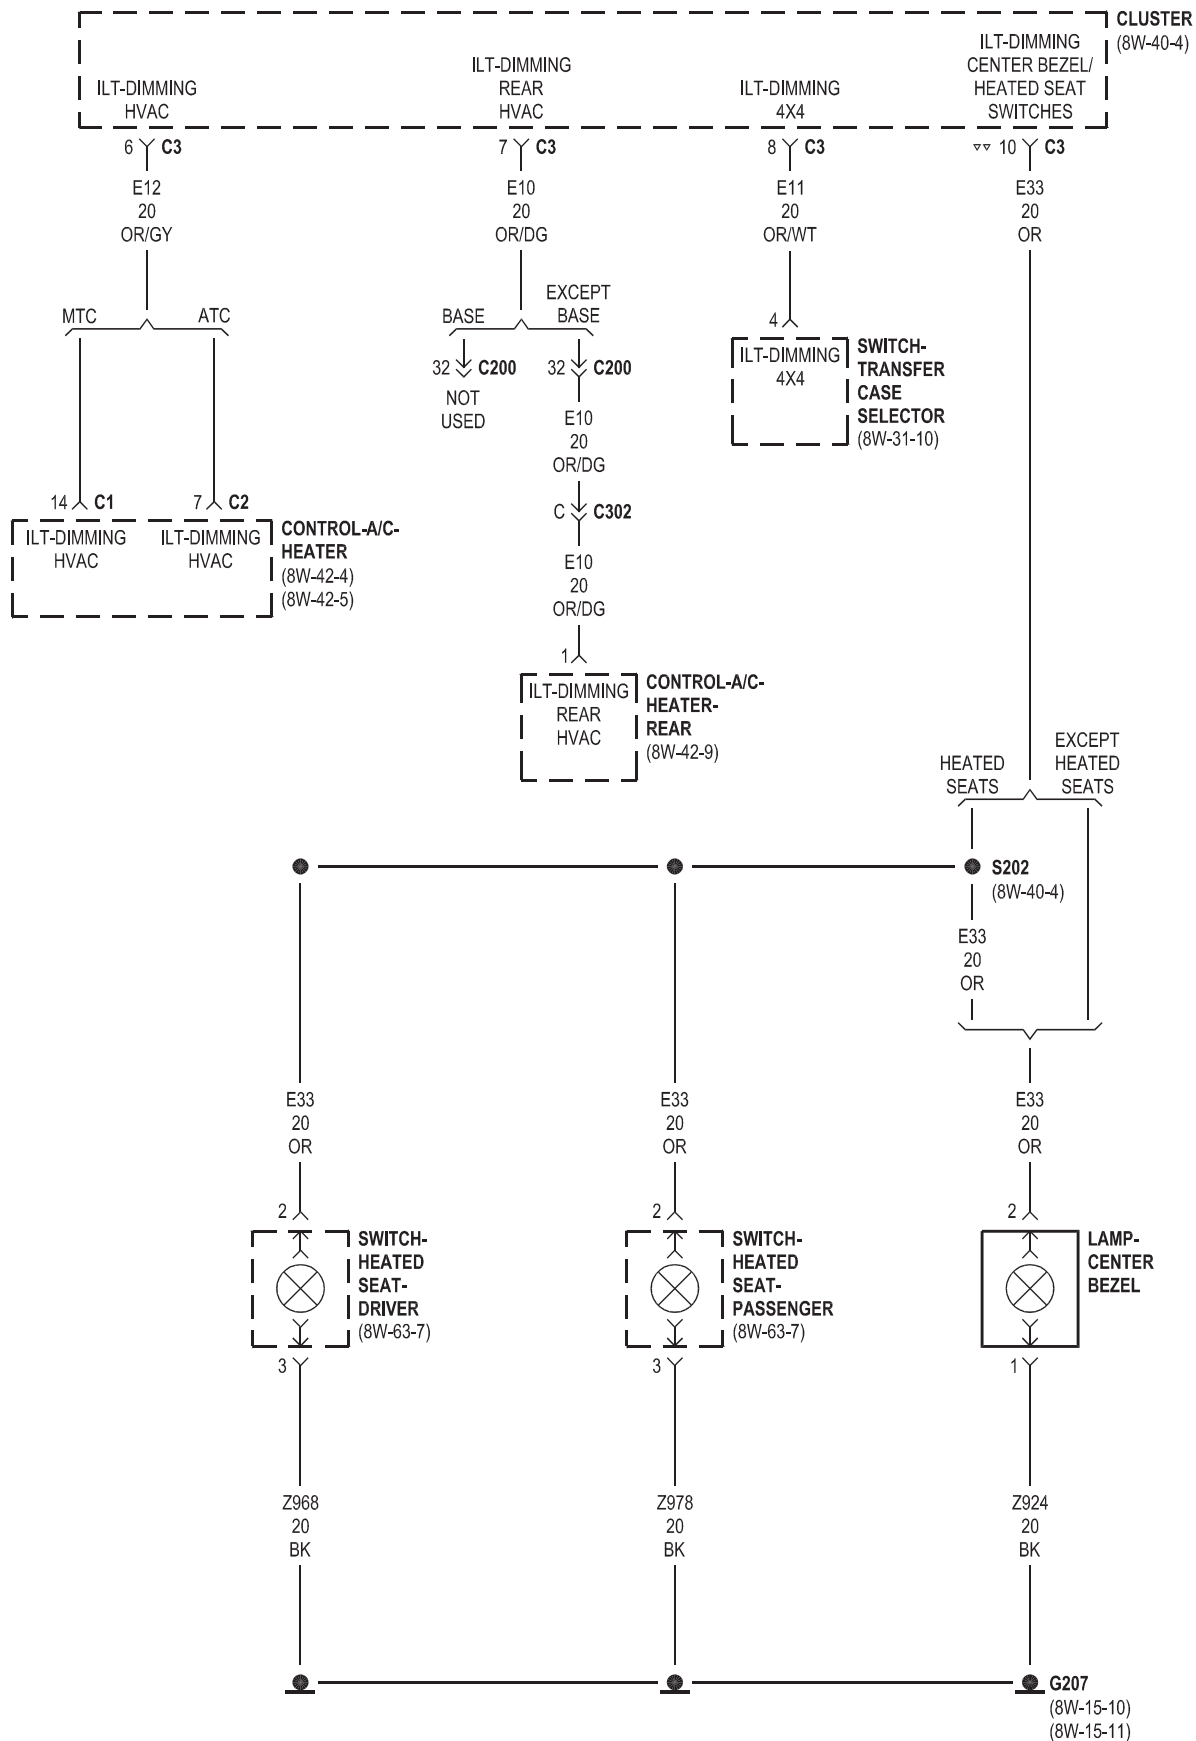 CLUSTER
(8W-40-4)
ILT-DIMMING
HVAC
ILT-DIMMING
REAR
HVAC
ILT-DIMMING
4X4
ILT-DIMMING
CENTER BEZEL/
HEATED SEAT
SWITCHES
6 C3
7 C3
8 C3
10 C3
E12
20
OR/GY
E10
20
OR/DG
E11
20
OR/WT
E33
20
OR
MTC
ATC
BASE
EXCEPT
BASE
32 C200
NOT
USED
32 C200
E10
20
OR/DG
C C302
E10
20
OR/DG
1
4
ILT-DIMMING
4X4
SWITCH-
TRANSFER
CASE
SELECTOR
(8W-31-10)
14 C1
7 C2
ILT-DIMMING
HVAC
ILT-DIMMING
HVAC
CONTROL-A/C-
HEATER
(8W-42-4)
(8W-42-5)
ILT-DIMMING
REAR
HVAC
CONTROL-A/C-
HEATER-
REAR
(8W-42-9)
HEATED
SEATS
EXCEPT
HEATED
SEATS
S202
(8W-40-4)
E33
20
OR
E33
20
OR
E33
20
OR
E33
20
OR
2
2
2
SWITCH-
HEATED
SEAT-
DRIVER
(8W-63-7)
SWITCH-
HEATED
SEAT-
PASSENGER
(8W-63-7)
LAMP-
CENTER
BEZEL
3
3
1
Z968
20
BK
Z978
20
BK
Z924
20
BK
G207
(8W-15-10)
(8W-15-11)